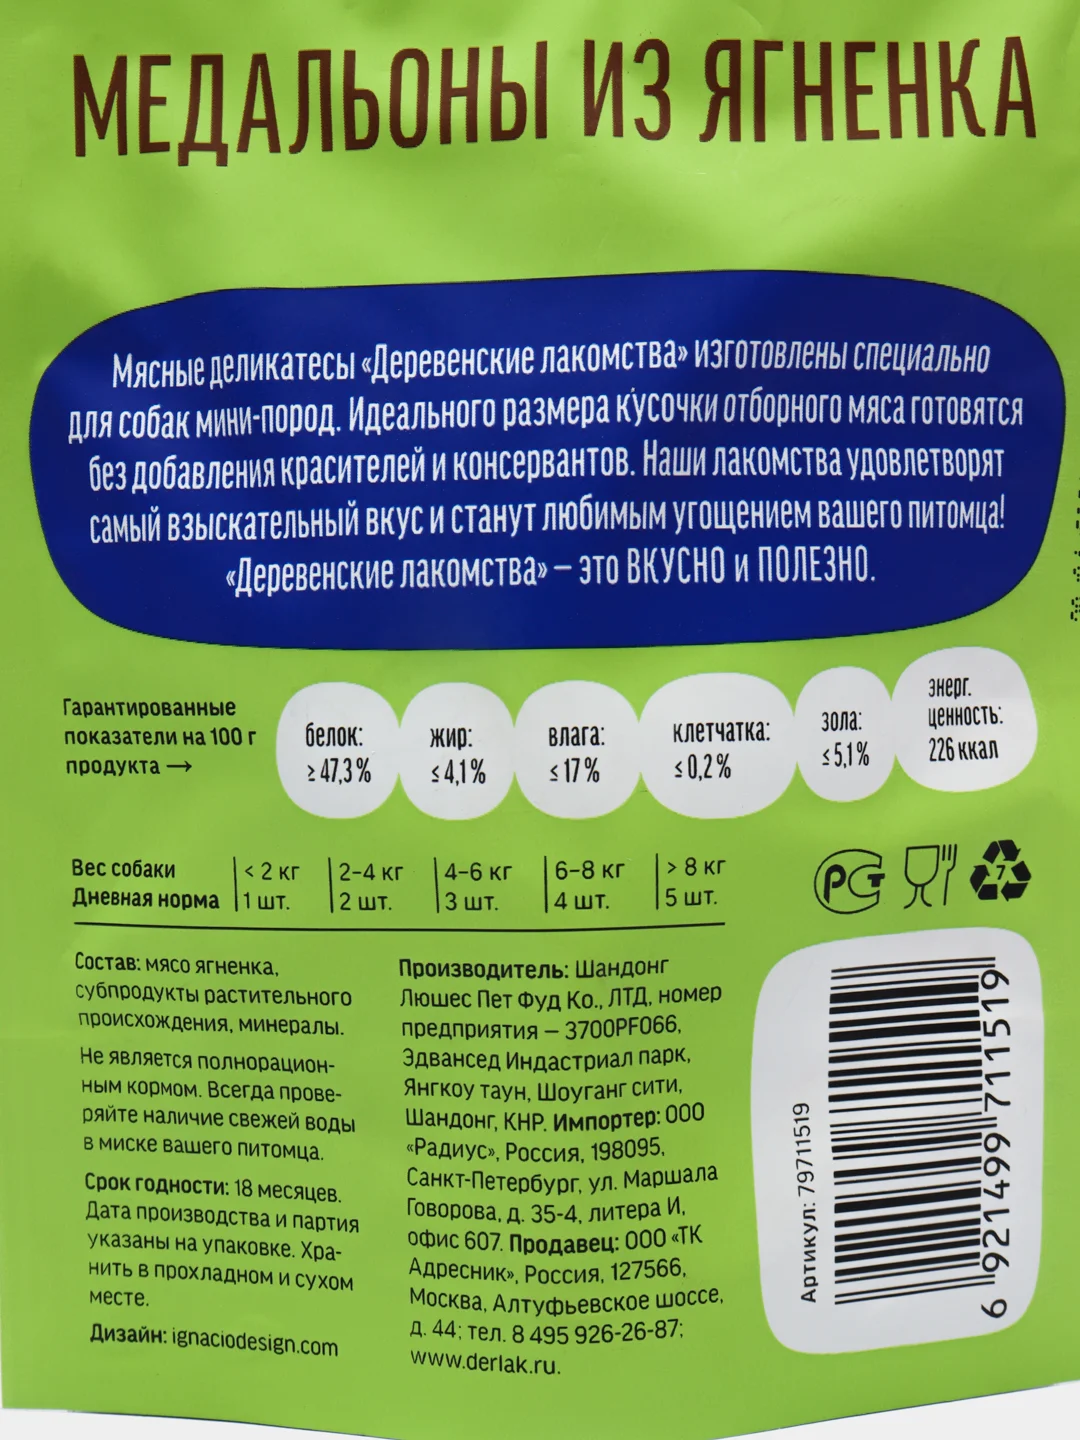 МЕДАЛЬОНЫ ИЗ ЯГНЕНКА
Мясные деликатесы «Деревенские лакомства» изготовлены специально
для собак мини-пород. Идеального размера кусочки отборного мяса готовятся
без добавления красителей и консервантов. Наши лакомства удовлетворят
самый взыскательный вкус и станут любимым угощением вашего питомца!
«Деревенские лакомства» – это ВКУСНО и ПОЛЕЗНО.
Гарантированные
показатели на 100 г
продукта →
белок:
≥ 47,3 %
жир:
≤ 4,1 %
влага:
≤ 17 %
клетчатка:
≤ 0,2 %
зола:
≤ 5,1 %
энерг.
ценность:
226 ккал
Вес собаки < 2 кг 2–4 кг 4–6 кг 6–8 кг > 8 кг
Дневная норма 1 шт. 2 шт. 3 шт. 4 шт. 5 шт.
РСТ
7
Состав: мясо ягненка,
субпродукты растительного
происхождения, минералы.
Не является полнорацион-
ным кормом. Всегда прове-
ряйте наличие свежей воды
в миске вашего питомца.
Срок годности: 18 месяцев.
Дата производства и партия
указаны на упаковке. Хра-
нить в прохладном и сухом
месте.
Дизайн: ignaciodesign.com
Производитель: Шандонг
Люшес Пет Фуд Ко., ЛТД, номер
предприятия — 3700PF066,
Эдвансед Индастриал парк,
Янгкоу таун, Шоуганг сити,
Шандонг, КНР. Импортер: ООО
«Радиус», Россия, 198095,
Санкт-Петербург, ул. Маршала
Говорова, д. 35-4, литера И,
офис 607. Продавец: ООО «ТК
Адресник», Россия, 127566,
Москва, Алтуфьевское шоссе,
д. 44; тел. 8 495 926-26-87;
www.derlak.ru.
Артикул: 79711519
6 921499 711519